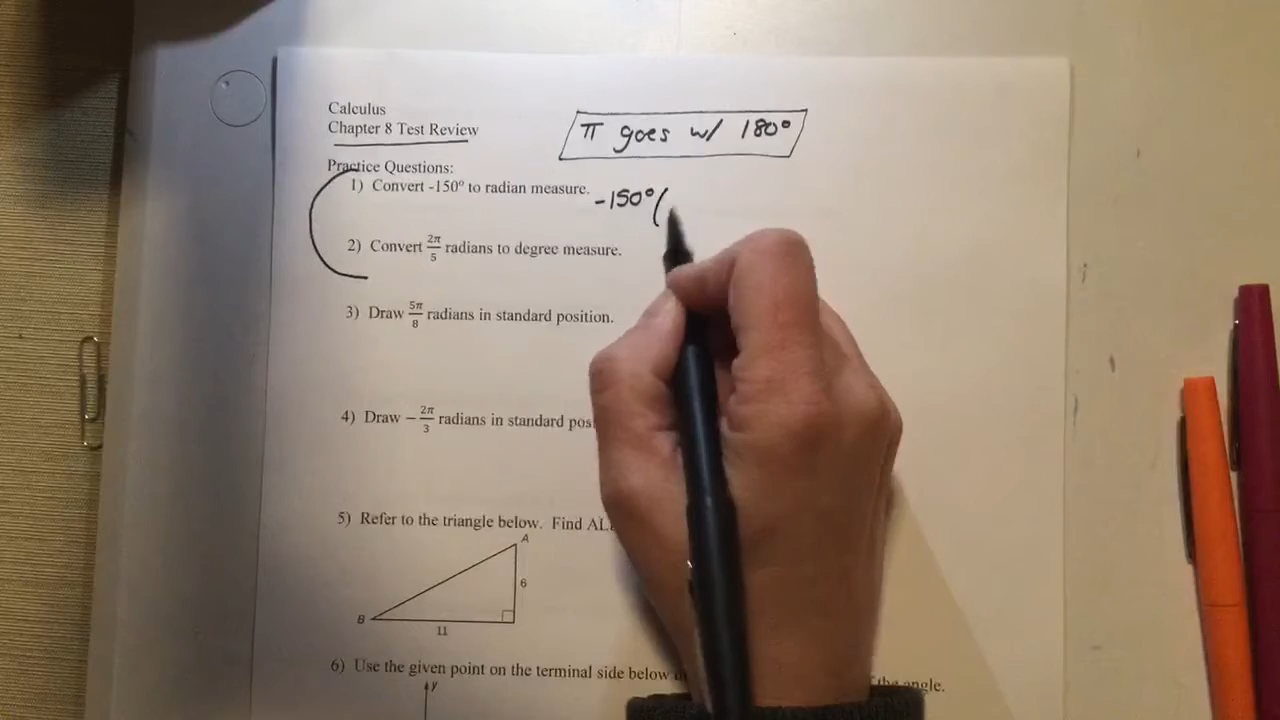 Calculus
Chapter 8 Test Review
π goes w/ 180°
Practice Questions:
1) Convert -150° to radian measure. -150°(
2) Convert 2π/5 radians to degree measure.
3) Draw 5π/8 radians in standard position.
4) Draw −2π/3 radians in standard
5) Refer to the triangle below. Find
A
6
B
11
6) Use the given point on the terminal side below the angle.
y